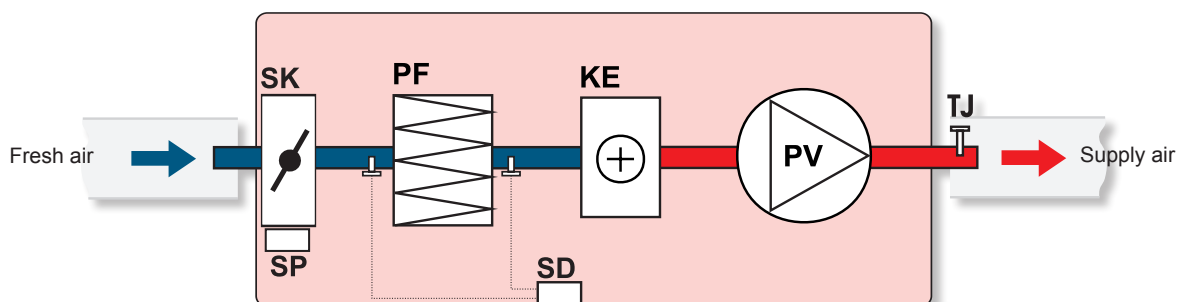 SK
PF
KE
TJ
Fresh air
PV
Supply air
SP
SD